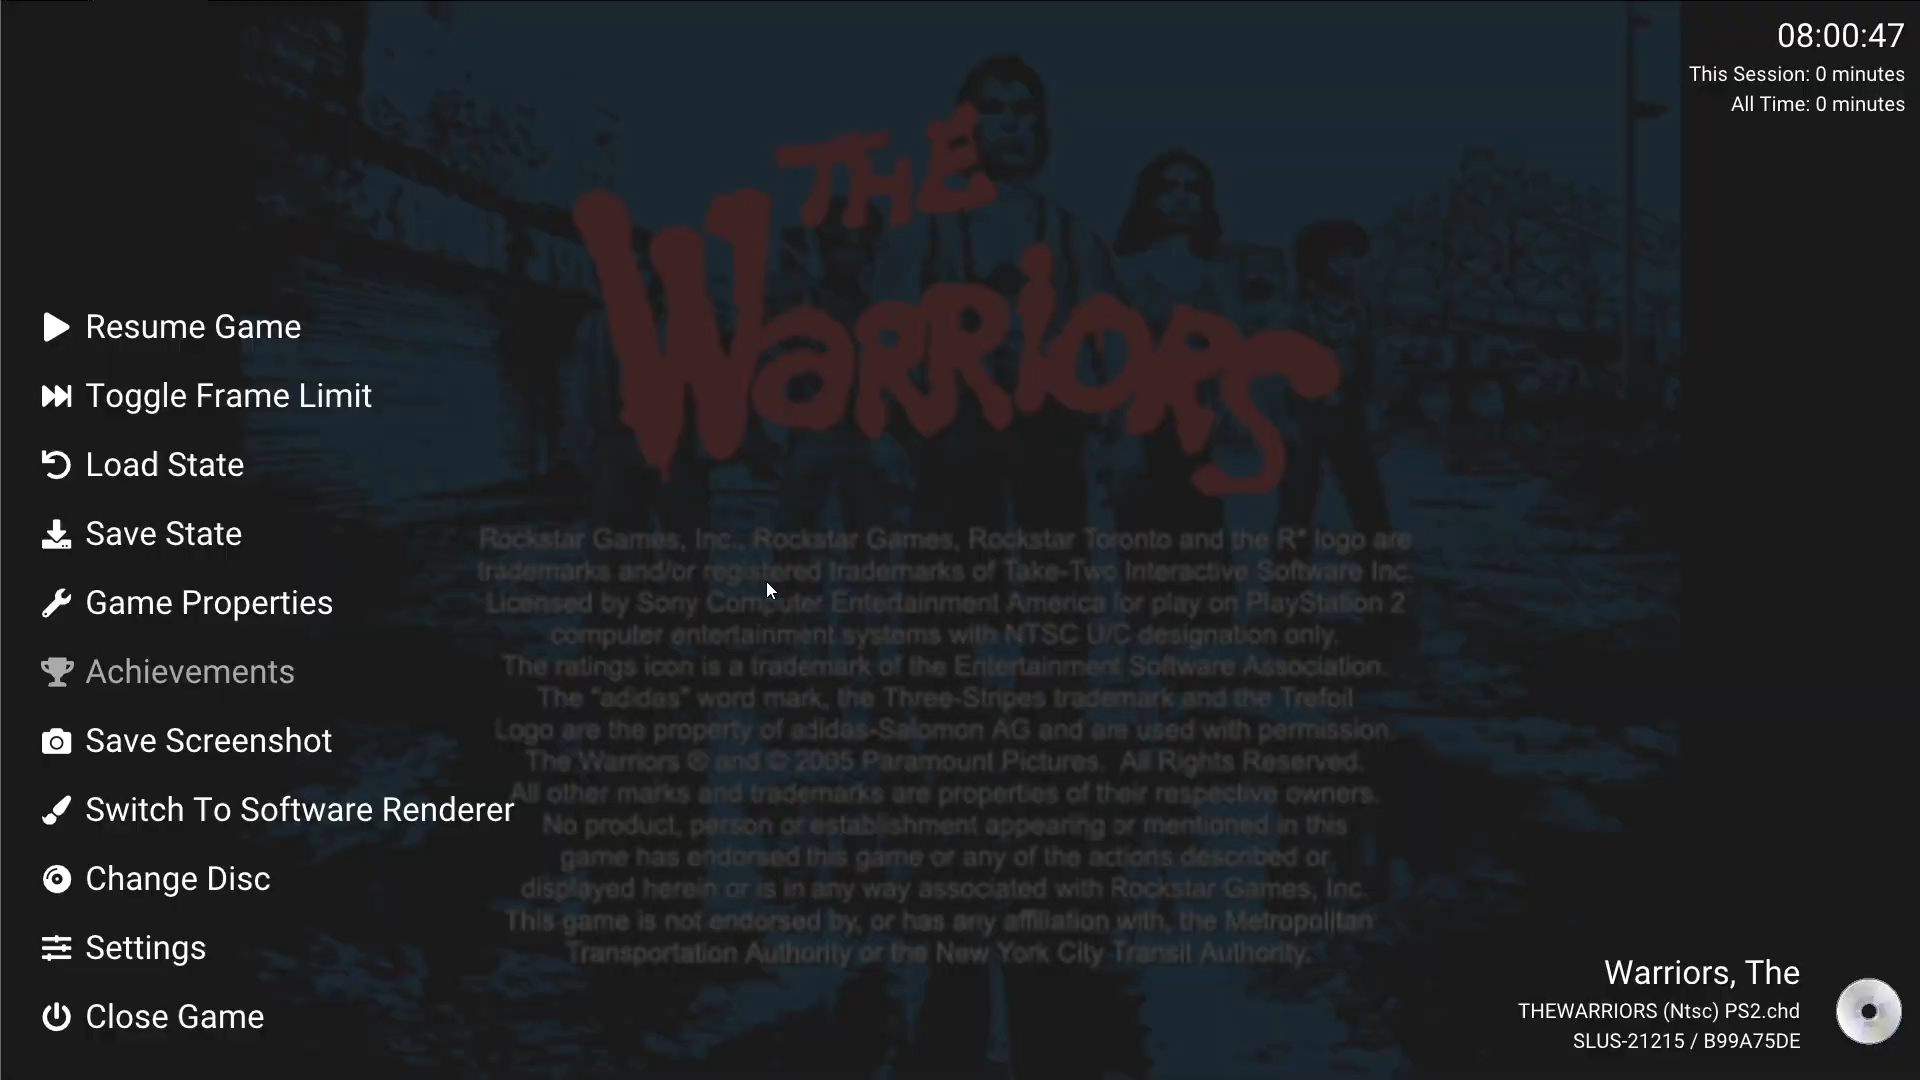 08:00:47
This Session: 0 minutes
All Time: 0 minutes
THE
WARRIORS
Resume Game
Toggle Frame Limit
Load State
Save State
Game Properties
Achievements
Save Screenshot
Switch To Software Renderer
Change Disc
Settings
Close Game
Rockstar Games, Inc., Rockstar Games, Rockstar Toronto and the R* logo are
trademarks and/or registered trademarks of Take-Two Interactive Software Inc.
Licensed by Sony Computer Entertainment America for play on PlayStation 2
computer entertainment systems with NTSC U/C designation only.
The ratings icon is a trademark of the Entertainment Software Association.
The "adidas" word mark, the Three-Stripes trademark and the Trefoil
Logo are the property of adidas-Salomon AG and are used with permission.
The Warriors ® and © 2005 Paramount Pictures. All Rights Reserved.
All other marks and trademarks are properties of their respective owners.
No product, person or establishment appearing or mentioned in this
game has endorsed this game or any of the actions described or
displayed herein or is in any way associated with Rockstar Games, Inc.
This game is not endorsed by, or has any affiliation with, the Metropolitan
Transportation Authority or the New York City Transit Authority.
Warriors, The
THEWARRIORS (Ntsc) PS2.chd
SLUS-21215 / B99A75DE